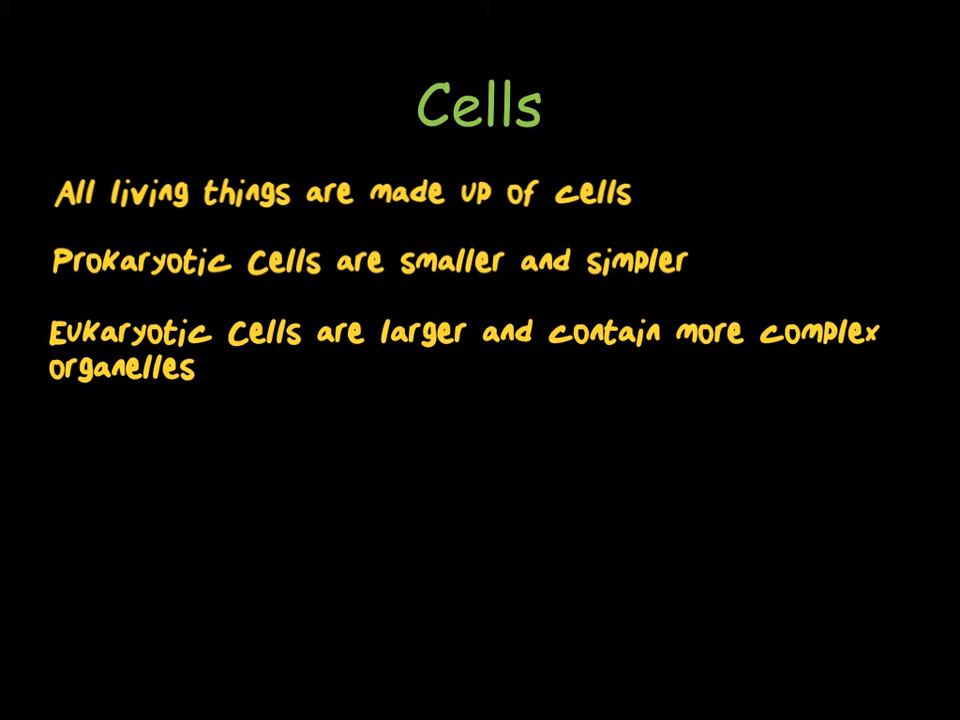 Cells
All living things are made up of cells
Prokaryotic Cells are smaller and simpler
Eukaryotic Cells are larger and contain more complex
organelles